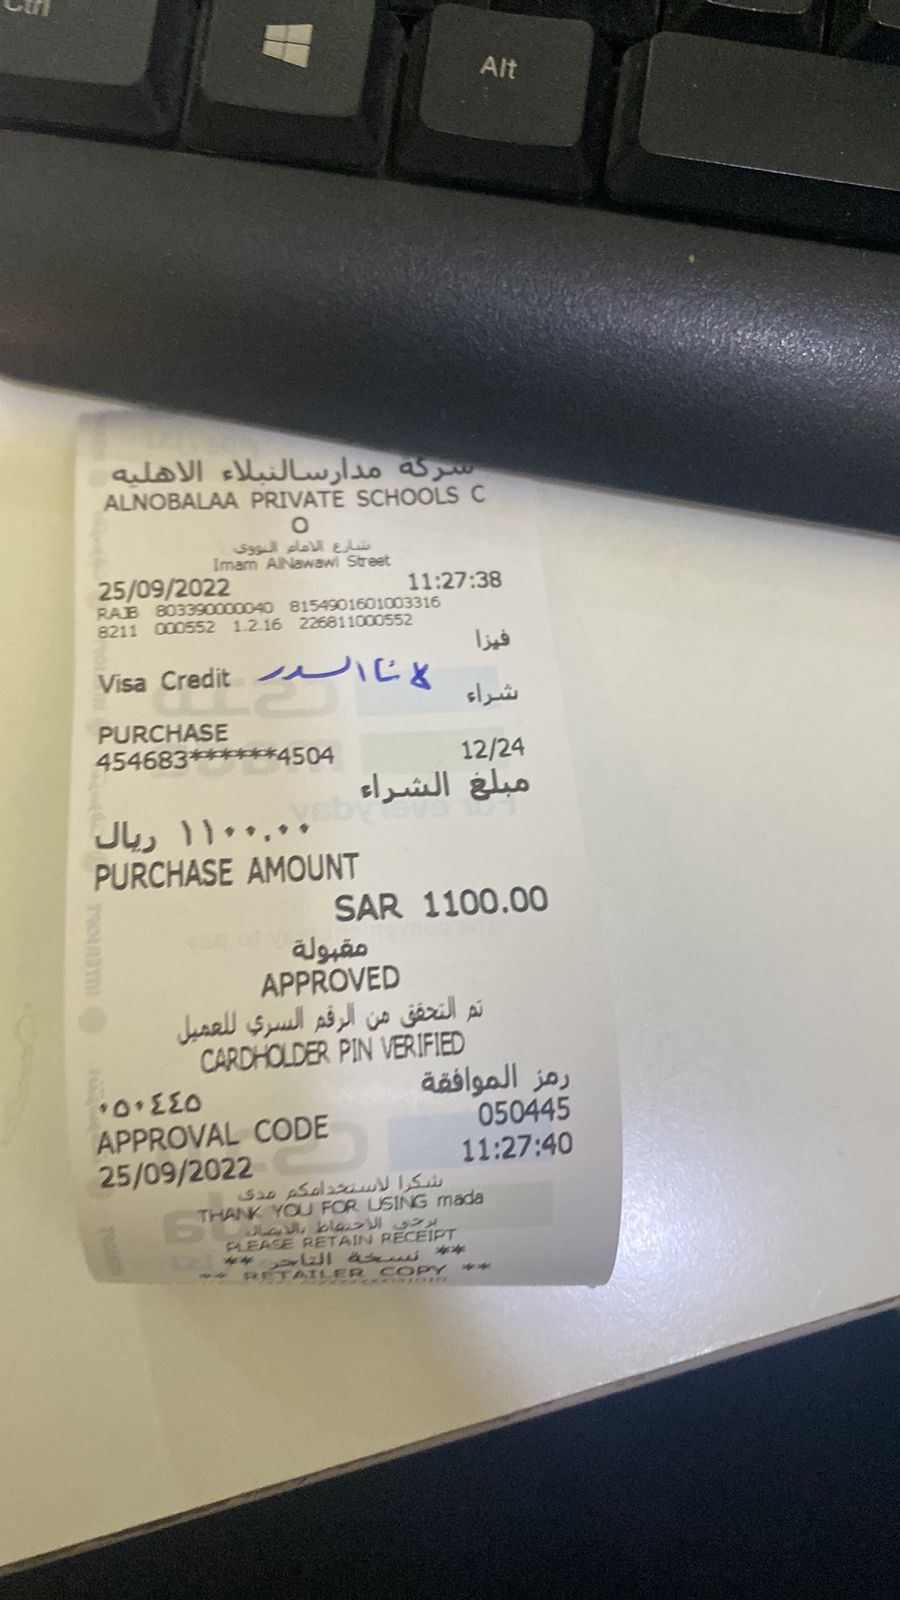 Ctrl
Alt
شركة مدارسالنبلاء الاهليه
ALNOBALAA PRIVATE SCHOOLS C
O
شارع الامام النووي
Imam AlNawawi Street
25/09/2022 11:27:38
RAJB 803390000040 8154901601003316
8211 000552 1.2.16 226811000552
فيزا
Visa Credit
شراء
PURCHASE
454683******4504 12/24
مبلغ الشراء
١١٠٠.٠٠ ريال
PURCHASE AMOUNT
SAR 1100.00
مقبولة
APPROVED
تم التحقق من الرقم السري للعميل
CARDHOLDER PIN VERIFIED
رمز الموافقة
٠٥٠٤٤٥
050445
APPROVAL CODE
25/09/2022 11:27:40
شكرا لاستخدامكم مدى
THANK YOU FOR USING mada
يرجى الاحتفاظ بالايصال
PLEASE RETAIN RECEIPT
** نسخة التاجر **
** RETAILER COPY **